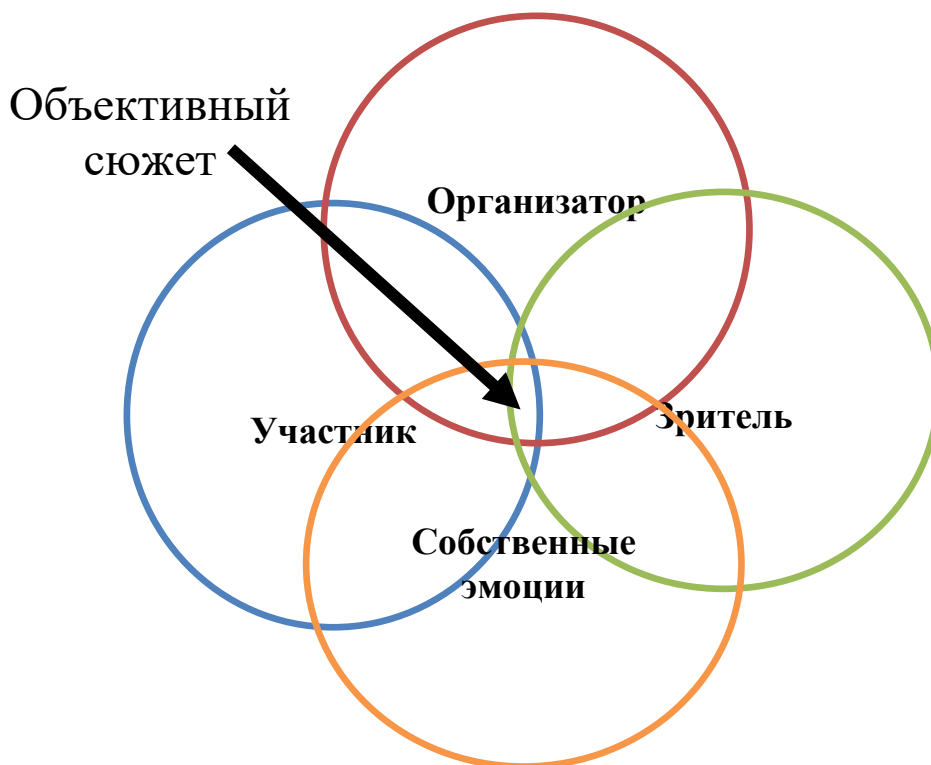 Объективный
сюжет
Организатор
Участник
Зритель
Собственные
эмоции